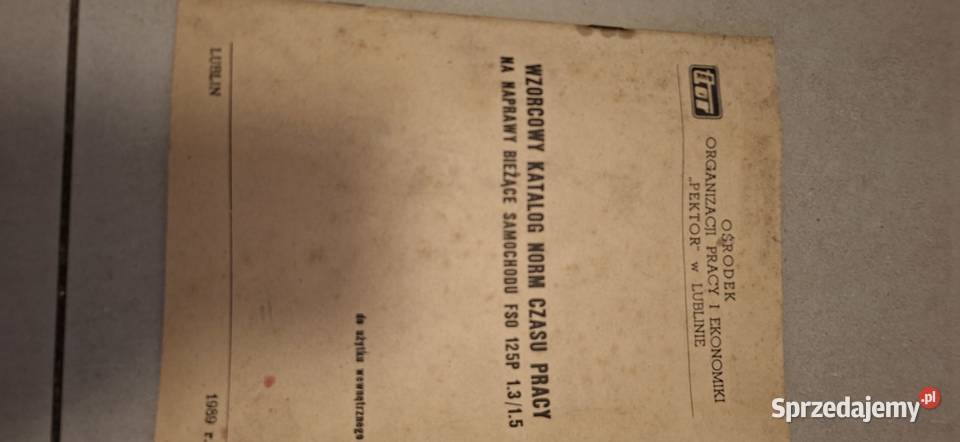 tor
OŚRODEK
ORGANIZACJI PRACY I EKONOMIKI
„PEKTOR" w LUBLINIE
WZORCOWY KATALOG NORM CZASU PRACY
NA NAPRAWY BIEŻĄCE SAMOCHODU FSO 125P 1.3/1.5
do użytku wewnętrznego
LUBLIN 1989 r.
Sprzedajemy.pl